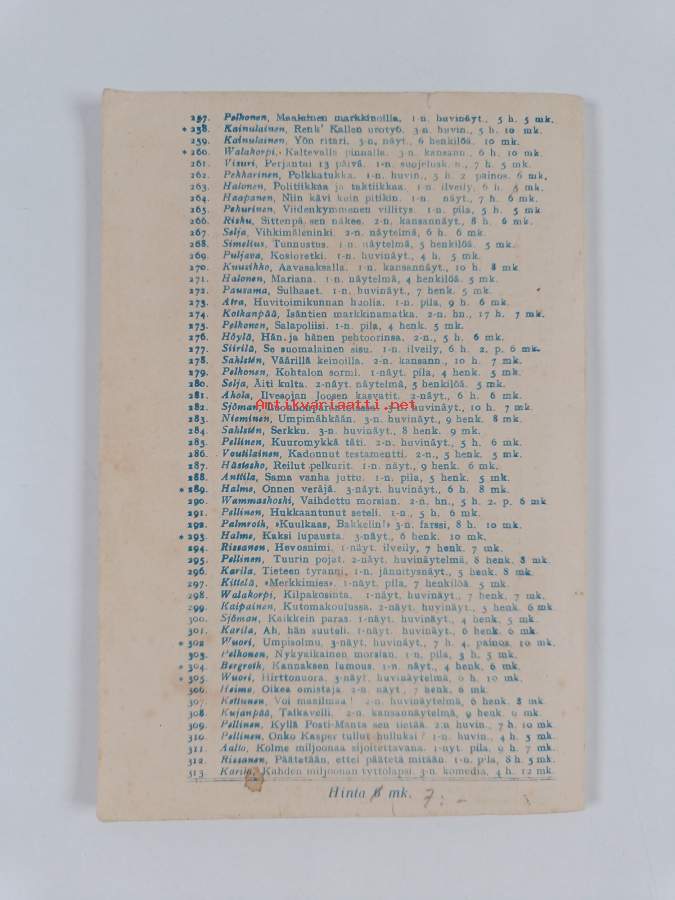 237. Pelkonen, Maalainen markkinoilla. 1-n. huvinäyt., 5 h. 5 mk.
* 238. Kainulainen, Renk' Kallen urotyö. 3-n. huvin., 5 h. 10 mk.
239. Kainulainen, Yön ritari. 3-n. näyt., 6 henkilöä. 10 mk.
* 260. Walakorpi, Kaltevalla pinnalla. 3-n. kansann., 6 h. 10 mk.
261. Visuri, Perjantai 13 päivä. 1-n. suojelusk. n., 7 h. 5 mk.
262. Pekkarinen, Polkkatukka. 1-n. huvin., 5 h. 2. painos. 6 mk.
263. Halonen, Politiikkaa ja taktiikkaa. 1-n. ilveily, 6 h. mk.
264. Haapanen, Niin kävi kuin pitikin. 1-n. näyt., 7 h. 6 mk.
265. Pehurinen, Viidenkymmenen villitys. 1-n. pila, 5 h. 5 mk
266. Risku, Sittenpä sen näkee. 2-n. kansannäyt., 8 h. 6 mk.
267. Selja, Vihkimäleninki. 2-n. näytelmä, 6 h. 6 mk.
268. Simelius, Tunnustus. 1-n. näytelmä, 5 henkilöä. 5 mk.
269. Puljava, Kosioretki. 1-n. huvinäyt., 4 h. 5 mk.
270. Kuusikko, Aavasaksalla. 1-n. kansannäyt., 10 h. 8 mk.
271. Halonen, Mariana. 1-n. näytelmä, 4 henkilöä. 5 mk.
272. Pausama, Sulhaset. 1-n. huvinäyt., 7 henk. 5 mk.
273. Aira, Huvitoimikunnan huolia. 1-n. pila, 9 h. 6 mk.
274. Koihanpää, Isäntien markkinamatka. 2-n. hn., 17 h. 7 mk.
275. Pelkonen, Salapoliisi. 1-n. pila, 4 henk. 5 mk.
276. Höylä, Hän ja hänen pehtoorinsa. 2-n., 5 h. 6 mk.
277. Siirilä, Se suomalainen sisu. 1-n. ilveily, 6 h. 2. p. 6 mk.
278. Sahlstén, Väärillä keinoilla. 2-n. kansann., 10 h. 7 mk.
279. Pelkonen, Kohtalon sormi. 1-näyt. pila, 4 henk. 5 mk.
280. Selja, Äiti kulta. 2-näyt. näytelmä, 5 henkilöä. 5 mk.
281. Ahola, Ilvesojan Joosen kasvatit. 2-näyt., 6 h. 6 mk.
282. Sjöman, huvinäyt., 10 h. 7 mk.
Antikvariaatti.net
283. Nieminen, Umpimähkään. 3-n. huvinäyt., 9 henk. 8 mk.
284. Sahlstén, Serkku. 3-n. huvinäyt., 8 henk. 9 mk.
285. Pellinen, Kuuromykkä täti. 2-n. huvinäyt., 5 h. 6 mk.
286. Voutilainen, Kadonnut testamentti. 2-n., 5 henk. 5 mk.
287. Hästesko, Reilut pelkurit. 1-n. näyt., 9 henk. 6 mk.
288. Anttila, Sama vanha juttu. 1-n. pila, 5 henk. 5 mk.
* 289. Halme, Onnen veräjä. 3-näyt. huvinäyt., 6 h. 8 mk.
290. Wammaskoski, Vaihdettu morsian. 2-n. hn., 5 h. 2. p. 6 mk.
291. Pellinen, Hukkaantunut seteli. 1-n., 5 h. 6 mk.
292. Palmroth, »Kuulkaas, Bakkelin!» 3-n. farssi, 8 h. 10 mk.
* 293. Halme, Kaksi lupausta. 3-näyt., 6 henk. 10 mk.
294. Rissanen, Hevosnimi. 1-näyt. ilveily, 7 henk. 7 mk.
295. Pellinen, Tuurin pojat. 2-näyt. huvinäytelmä, 8 henk. 8 mk.
296. Karila, Tieteen tyranni. 1-n. jännitysnäyt., 5 henk. 8 mk.
297. Kittelä, »Merkkimies». 1-näyt. pila, 7 henkilöä. 5 mk.
298. Walakorpi, Kilpakosinta. 1-näyt. huvinäyt., 7 henk. 7 mk.
299. Kaipainen, Kutomakoulussa. 2-näyt. huvinäyt., 5 henk 6 mk
300. Sjöman, Kaikkein paras. 1-näyt. huvinäyt., 4 henk. 5 mk.
301. Karila, Ah, hän suuteli. 1-näyt. huvinäyt., 6 henk. 6 mk.
* 302 Wuori, Umpisolmu. 3-näyt. huvinäyt., 7 h. 4. painos. 10 mk.
303. Pelkonen, Nykyaikainen morsian. 1-n. pila, 3 h. 5 mk.
* 304. Bergroth, Kannaksen lumous. 1-n. näyt., 4 henk. 6 mk.
* 305. Wuori, Hirttonuora. 3-näyt. huvinäytelmä, 6 h. 10 mk.
306. Heimo, Oikea omistaja. 2-n. näyt., 7 henk. 6 mk.
307. Kettunen, Voi maailmaa! 2-n. huvinäytelmä, 6 henk. 8 mk
308. Kujanpää, Talkavelli. 2-n. kansannäytelmä, 9 henk 6 mk.
309. Pellinen, Kyllä Posti-Manta sen tietää. 2-n huvin., 7 h. 10 mk.
310. Pellinen, Onko Kasper tullut hulluksi? 1-n. huvin., 4 h. 5 mk.
311. Aalto, Kolme miljoonaa sijoitettavana. 1-näyt. pila, 9 h. 7 mk.
312. Rissanen, Päätetään, ettei päätetä mitään. 1-n. pila, 8 h. 5 mk.
313. Karila, Kahden miljoonan tyttölapsi. 3-n. komedia, 4 h. 12 mk.
Hinta 6 mk. 7:-